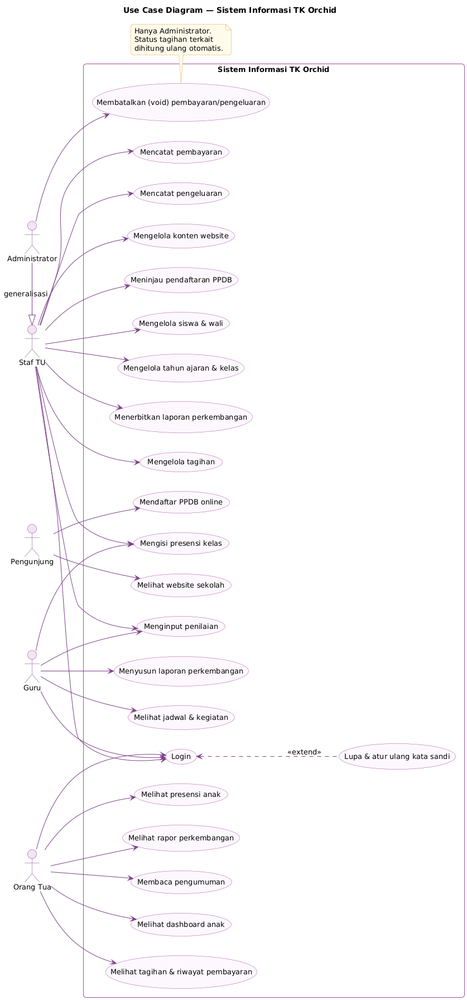 Use Case Diagram — Sistem Informasi TK Orchid
Hanya Administrator.
Status tagihan terkait
dihitung ulang otomatis.
Sistem Informasi TK Orchid
Membatalkan (void) pembayaran/pengeluaran
Mencatat pembayaran
Mencatat pengeluaran
Mengelola konten website
Administrator
Meninjau pendaftaran PPDB
generalisasi
Mengelola siswa & wali
Staf TU
Mengelola tahun ajaran & kelas
Menerbitkan laporan perkembangan
Mengelola tagihan
Mendaftar PPDB online
Mengisi presensi kelas
Pengunjung
Melihat website sekolah
Menginput penilaian
Menyusun laporan perkembangan
Guru
Melihat jadwal & kegiatan
Login
«extend»
Lupa & atur ulang kata sandi
Melihat presensi anak
Melihat rapor perkembangan
Membaca pengumuman
Orang Tua
Melihat dashboard anak
Melihat tagihan & riwayat pembayaran